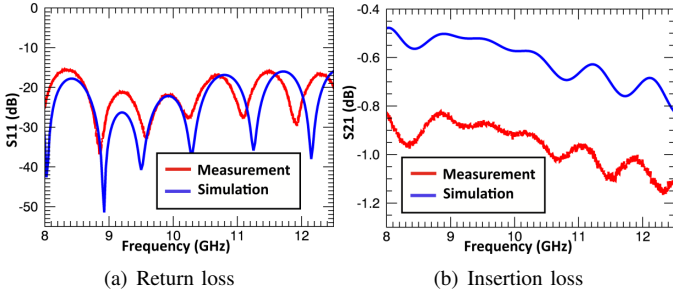 0
-10
-20
-30
-40
-50
S11 (dB)
Measurement
Simulation
8
9
10
11
12
Frequency (GHz)
(a) Return loss
-0.4
-0.6
-0.8
-1.0
-1.2
S21 (dB)
Measurement
Simulation
8
9
10
11
12
Frequency (GHz)
(b) Insertion loss